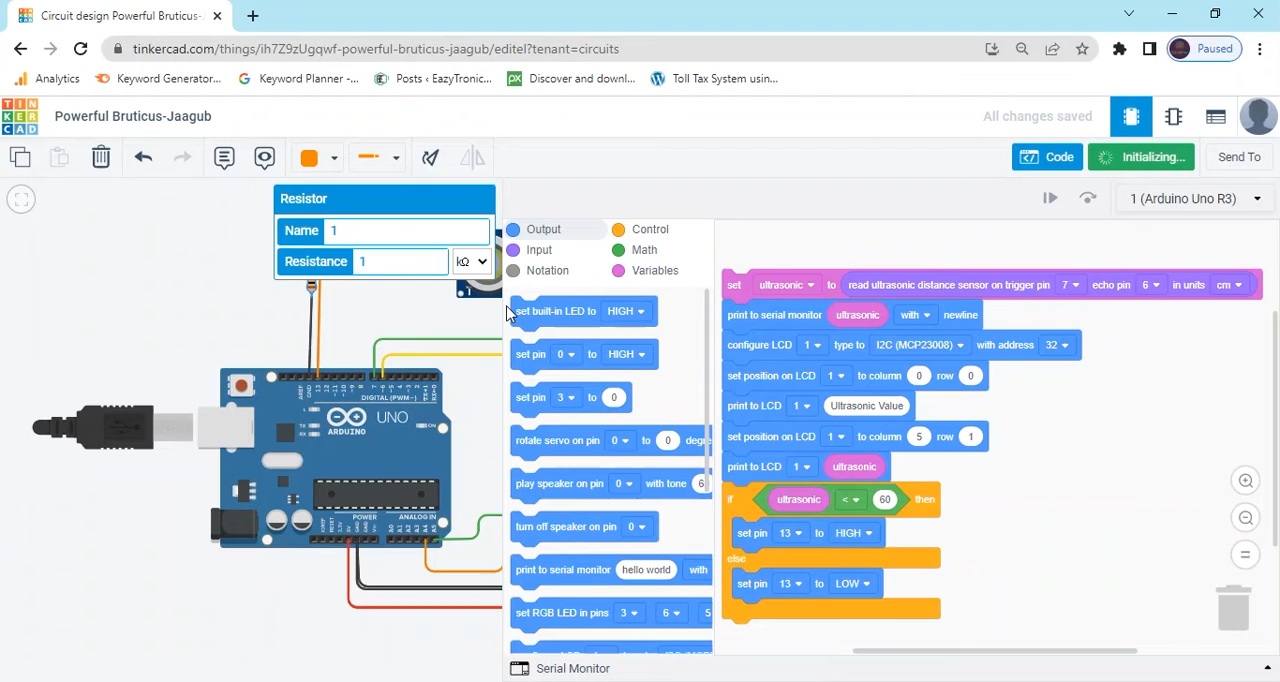 Circuit design Powerful Bruticus-
tinkercad.com/things/ih7Z9zUgqwf-powerful-bruticus-jaagub/editel?tenant=circuits
Paused
Analytics
Keyword Generator...
Keyword Planner -...
Posts ‹ EazyTronic...
px
Discover and downl...
Toll Tax System usin...
TIN
KER
CAD
Powerful Bruticus-Jaagub
All changes saved
Code
Initializing...
Send To
Resistor
Name 1
Resistance 1 kΩ
1 (Arduino Uno R3)
Output
Control
Input
Math
Notation
Variables
set built-in LED to HIGH
set pin 0 to HIGH
set pin 3 to 0
rotate servo on pin 0 to 0 degre
play speaker on pin 0 with tone 6
turn off speaker on pin 0
print to serial monitor hello world with
set RGB LED in pins 3 6 5
set ultrasonic to read ultrasonic distance sensor on trigger pin 7 echo pin 6 in units cm
print to serial monitor ultrasonic with newline
configure LCD 1 type to I2C (MCP23008) with address 32
set position on LCD 1 to column 0 row 0
print to LCD 1 Ultrasonic Value
set position on LCD 1 to column 5 row 1
print to LCD 1 ultrasonic
if ultrasonic < 60 then
set pin 13 to HIGH
else
set pin 13 to LOW
DIGITAL (PWM~)
UNO
ARDUINO
TX
RX
L
ON
POWER
ANALOG IN
1
Serial Monitor